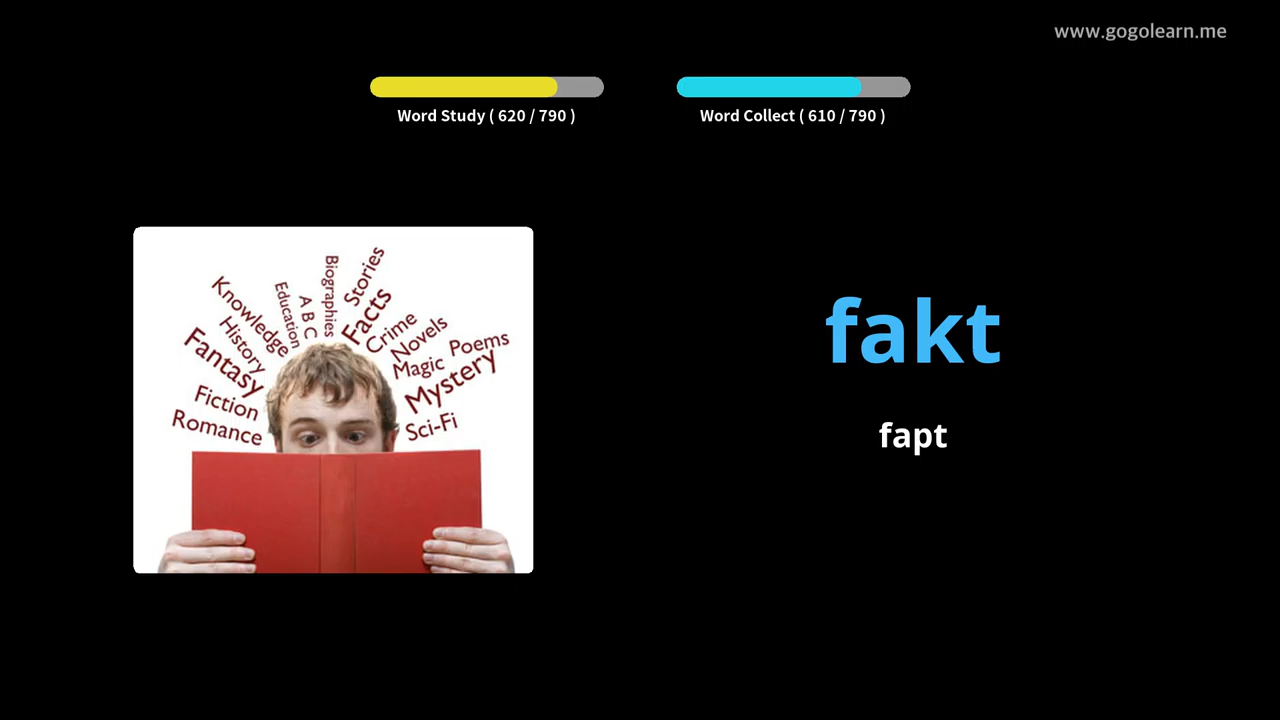 www.gogolearn.me
Word Study ( 620 / 790 )
Word Collect ( 610 / 790 )
Knowledge
History
Fantasy
Fiction
Romance
Education
A B C
Biographies
Stories
Facts
Crime
Novels
Magic
Poems
Mystery
Sci-Fi
fakt
fapt